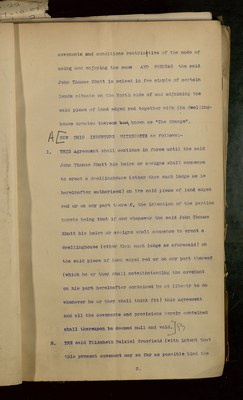 covenants and conditions restrictive of the mode of
using and enjoying the same AND WHEREAS the said
John Thomas Shutt is seized in fee simple of certain
lands situate on the North side of and adjoining the
said piece of land edged red together with the dwelling-
house erected thereon and known as "The Grange".
A [ NOW THIS INDENTURE WITNESSETH as follows:-
1. THIS Agreement shall continue in force until the said
John Thomas Shutt his heirs or assigns shall commence
to erect a dwellinghouse (other than such lodge as is
hereinafter authorised) on the said piece of land edged
red or on any part thereof, the intention of the parties
hereto being that if and whenever the said John Thomas
Shutt his heirs or assigns shall commence to erect a
dwellinghouse (other than such lodge as aforesaid) on
the said piece of land edged red or on any part thereof
(which he or they shall notwithstanding the covenant
on his part hereinafter contained be at liberty to do
whenever he or they shall think fit) this Agreement
and all the covenants and provisions herein contained
shall thereupon be deemed null and void. ] B
2. THE said Elizabeth Dalziel Greenfield (with intent that
this present covenant may so far as possible bind the
2.